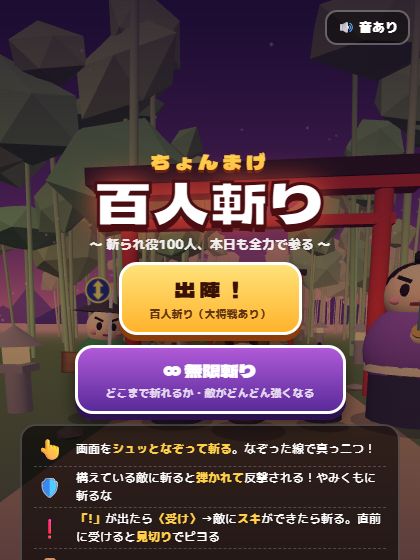 音あり
ちょんまげ
百人斬り
〜 斬られ役100人、本日も全力で参る 〜
出陣！
百人斬り（大将戦あり）
∞ 無限斬り
どこまで斬れるか・敵がどんどん強くなる
画面をシュッとなぞって斬る。なぞった線で真っ二つ！
構えている敵に斬ると弾かれて反撃される！やみくもに
斬るな
「!」が出たら〈受け〉→敵にスキができたら斬る。直前
に受けると見切りでピヨる